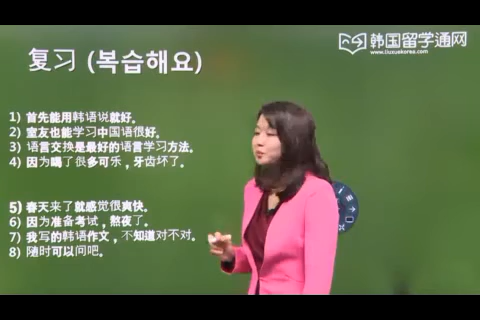 韩国留学通网
www.liuxuekorea.com
复习 (복습해요)
1) 首先能用韩语说就好。
2) 室友也能学习中国语很好。
3) 语言交换是最好的语言学习方法。
4) 因为喝了很多可乐，牙齿坏了。
5) 春天来了就感觉很爽快。
6) 因为准备考试，熬夜了。
7) 我写的韩语作文，不知道对不对。
8) 随时可以问吧。